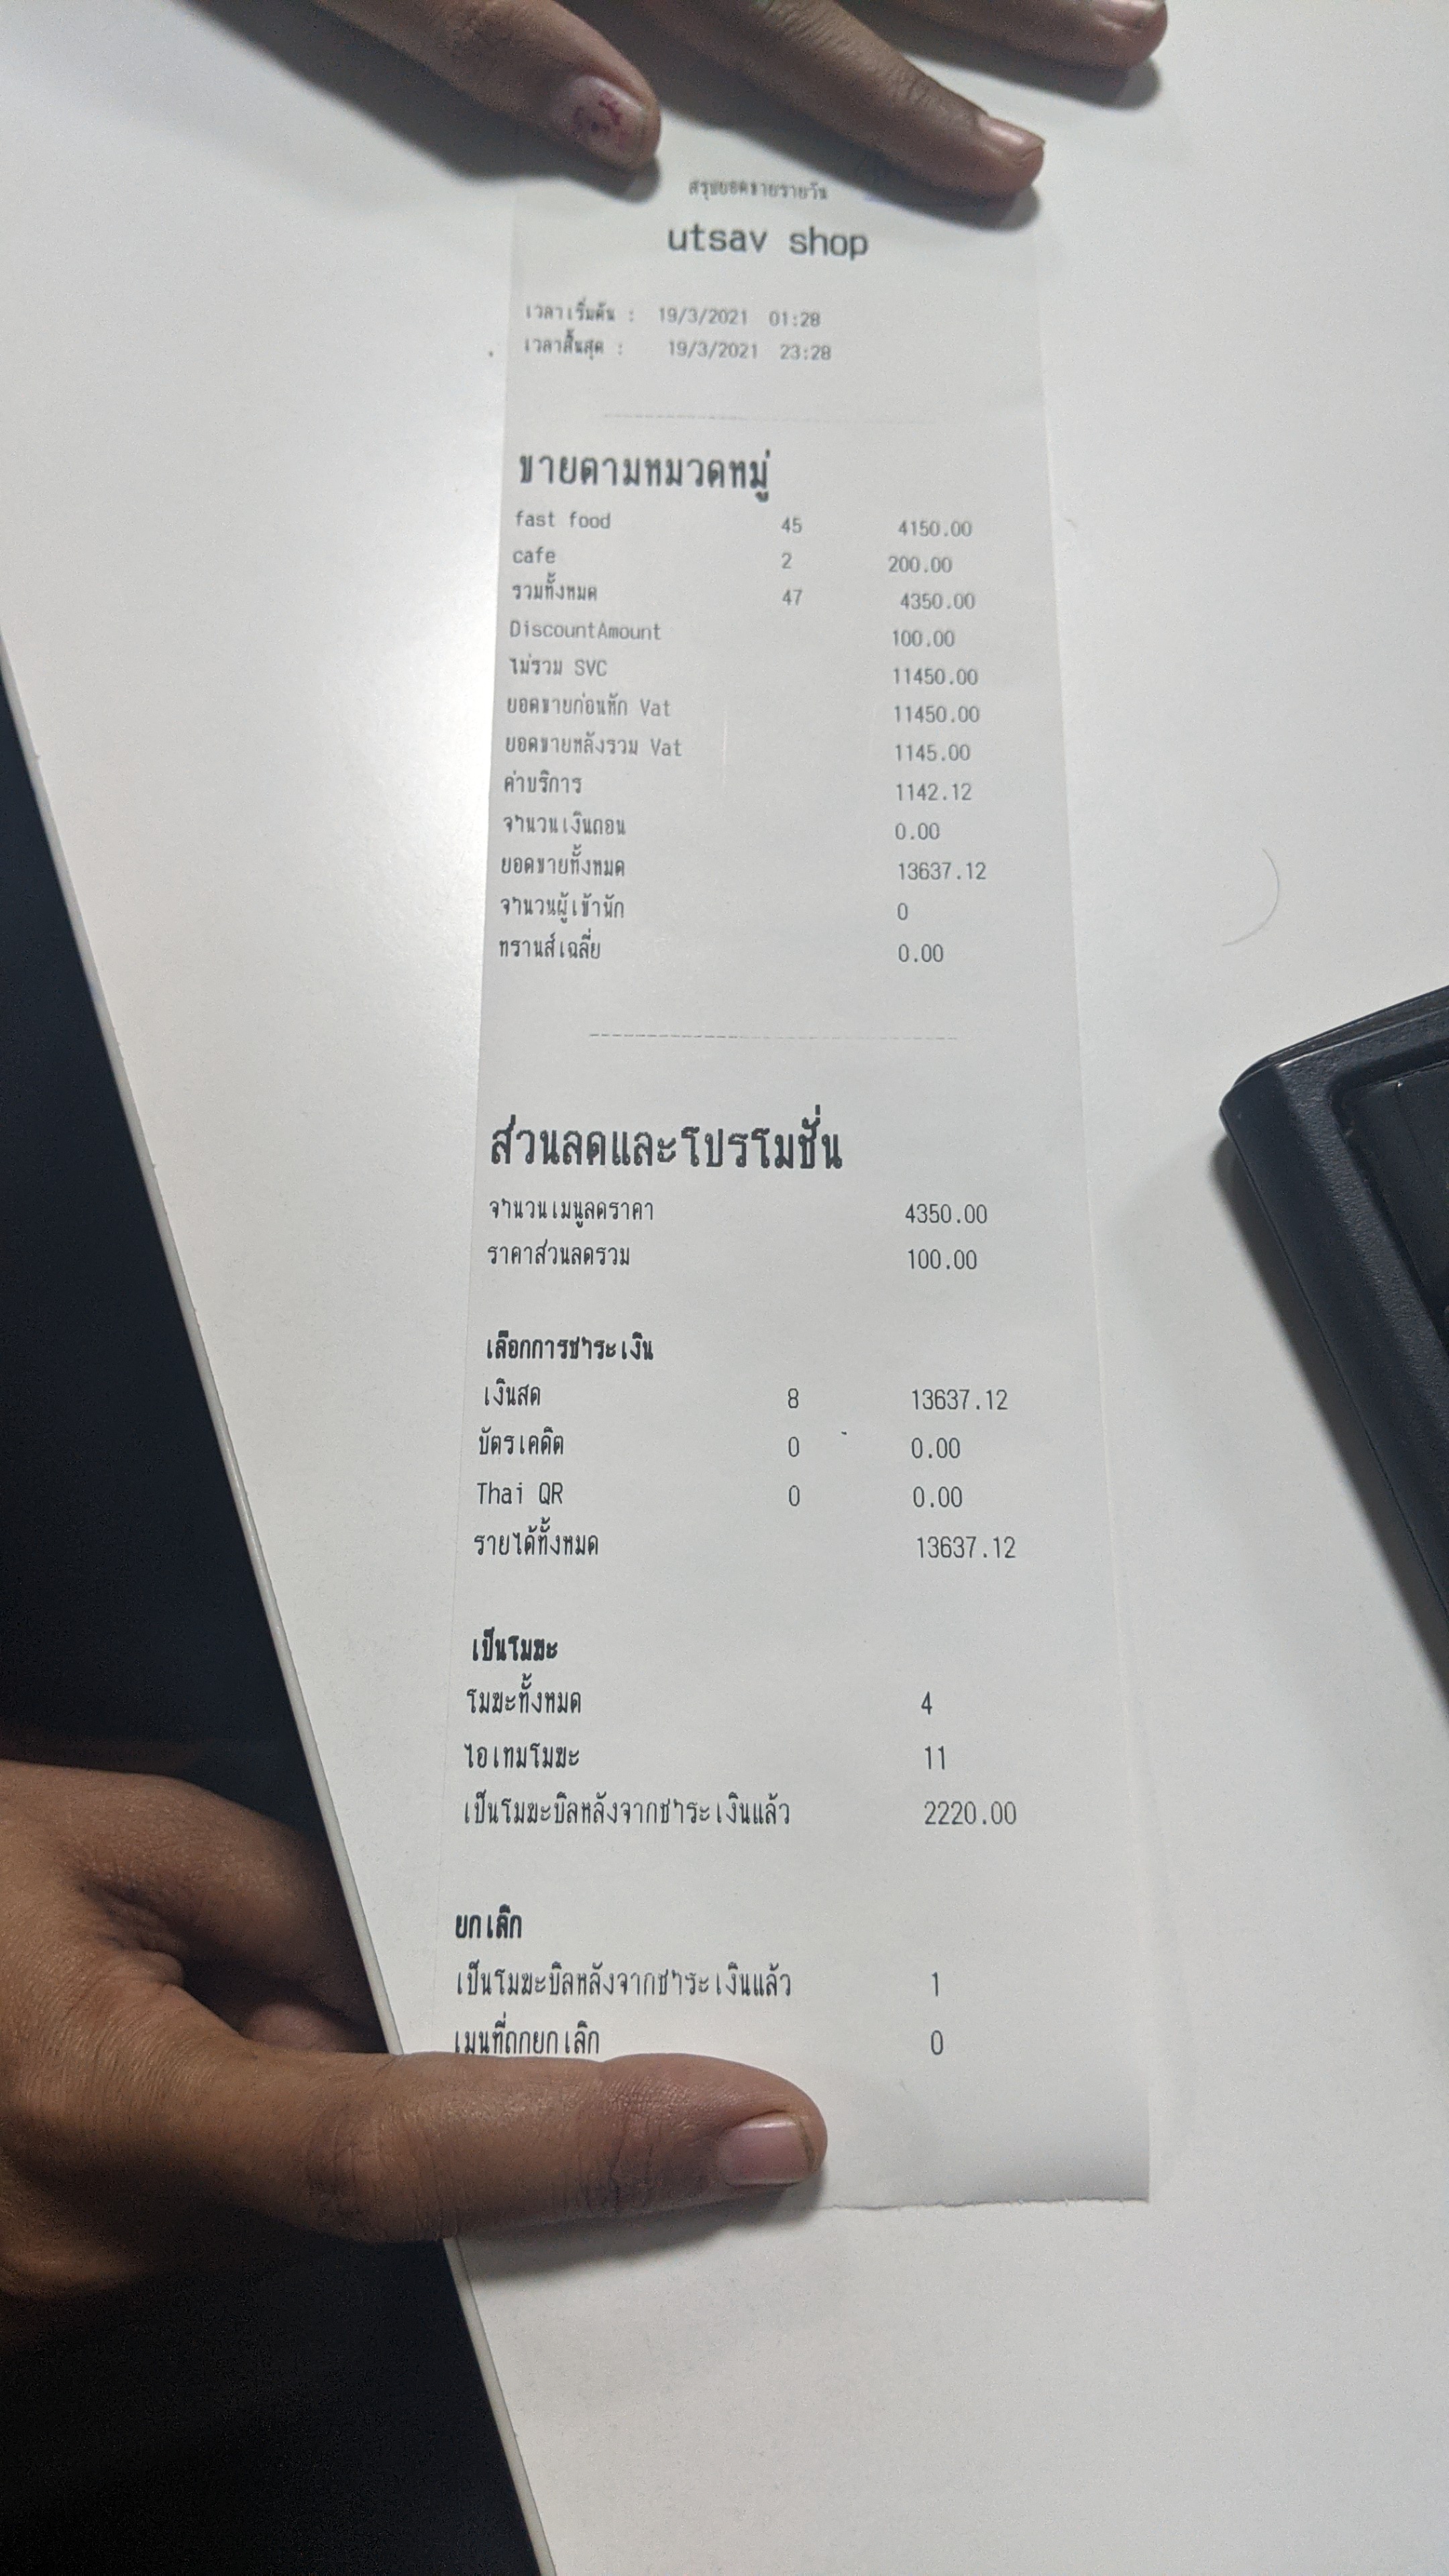 สรุปยอดขายรายวัน
utsav shop
เวลาเริ่มต้น : 19/3/2021 01:28
เวลาสิ้นสุด : 19/3/2021 23:28
ขายตามหมวดหมู่
fast food 45 4150.00
cafe 2 200.00
รวมทั้งหมด 47 4350.00
DiscountAmount 100.00
ไม่รวม SVC 11450.00
ยอดขายก่อนหัก Vat 11450.00
ยอดขายหลังรวม Vat 1145.00
ค่าบริการ 1142.12
จำนวนเงินถอน 0.00
ยอดขายทั้งหมด 13637.12
จำนวนผู้เข้านัก 0
ทรานส์เฉลี่ย 0.00
ส่วนลดและโปรโมชั่น
จำนวนเมนูลดราคา 4350.00
ราคาส่วนลดรวม 100.00
เลือกการชำระเงิน
เงินสด 8 13637.12
บัตรเคดิต 0 0.00
Thai QR 0 0.00
รายได้ทั้งหมด 13637.12
เป็นโมฆะ
โมฆะทั้งหมด 4
ไอเทมโมฆะ 11
เป็นโมฆะบิลหลังจากชำระเงินแล้ว 2220.00
ยกเลิก
เป็นโมฆะบิลหลังจากชำระเงินแล้ว 1
เมนูที่ถูกยกเลิก 0